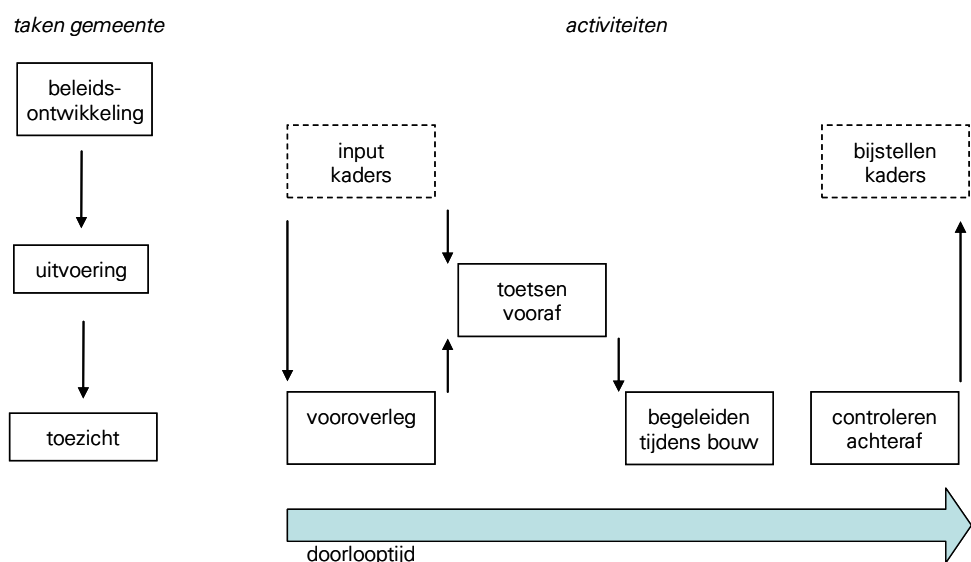 taken gemeente
activiteiten
beleids-
ontwikkeling
input
kaders
bijstellen
kaders
uitvoering
toetsen
vooraf
toezicht
vooroverleg
begeleiden
tijdens bouw
controleren
achteraf
doorlooptijd